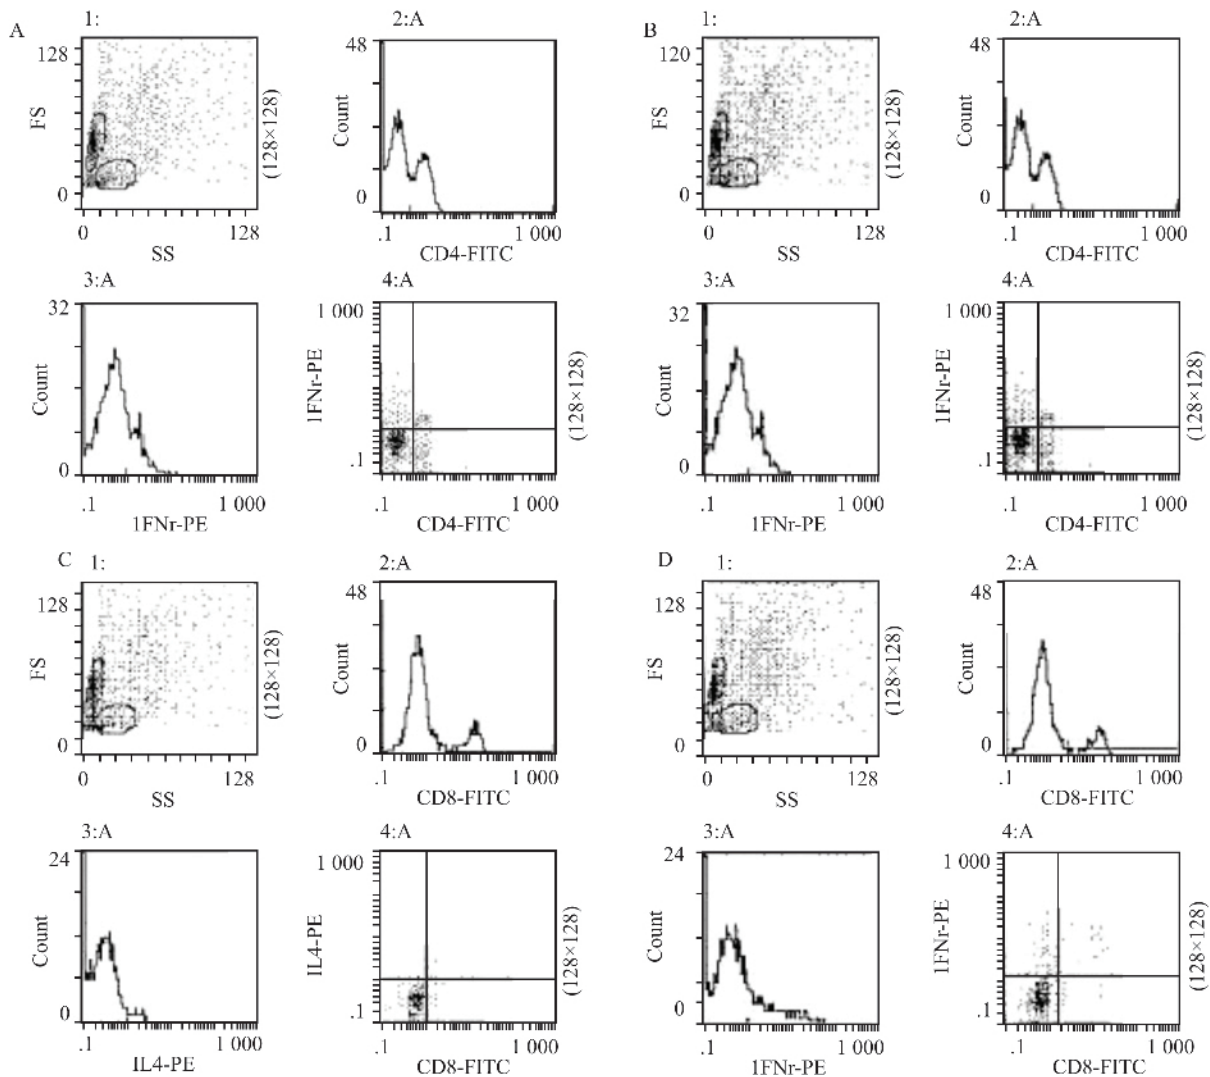 A
1:
128
FS
0
0
128
SS
(128×128)
2:A
48
Count
0
.1
1 000
CD4-FITC
3:A
32
Count
0
.1
1 000
1FNr-PE
4:A
1 000
1FNr-PE
.1
.1
1 000
CD4-FITC
(128×128)
B
1:
120
FS
0
0
128
SS
(128×128)
2:A
48
Count
0
.1
1 000
CD4-FITC
3:A
32
Count
0
.1
1 000
1FNr-PE
4:A
1 000
1FNr-PE
.1
.1
1 000
CD4-FITC
(128×128)
C
1:
128
FS
0
0
128
SS
(128×128)
2:A
48
Count
0
.1
1 000
CD8-FITC
3:A
24
Count
0
.1
1 000
IL4-PE
4:A
1 000
IL4-PE
.1
.1
1 000
CD8-FITC
(128×128)
D
1:
128
FS
0
0
128
SS
(128×128)
2:A
48
Count
0
.1
1 000
CD8-FITC
3:A
24
Count
0
.1
1 000
1FNr-PE
4:A
1 000
1FNr-PE
.1
.1
1 000
CD8-FITC
(128×128)